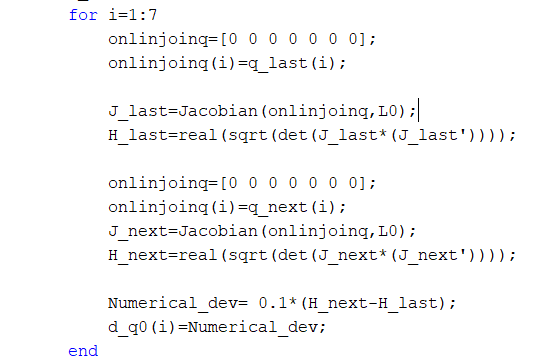 for i=1:7
onlinjoinq=[0 0 0 0 0 0 0];
onlinjoinq(i)=q_last(i);
J_last=Jacobian(onlinjoinq,L0);
H_last=real(sqrt(det(J_last*(J_last'))));
onlinjoinq=[0 0 0 0 0 0 0];
onlinjoinq(i)=q_next(i);
J_next=Jacobian(onlinjoinq,L0);
H_next=real(sqrt(det(J_next*(J_next'))));
Numerical_dev= 0.1*(H_next-H_last);
d_q0(i)=Numerical_dev;
end